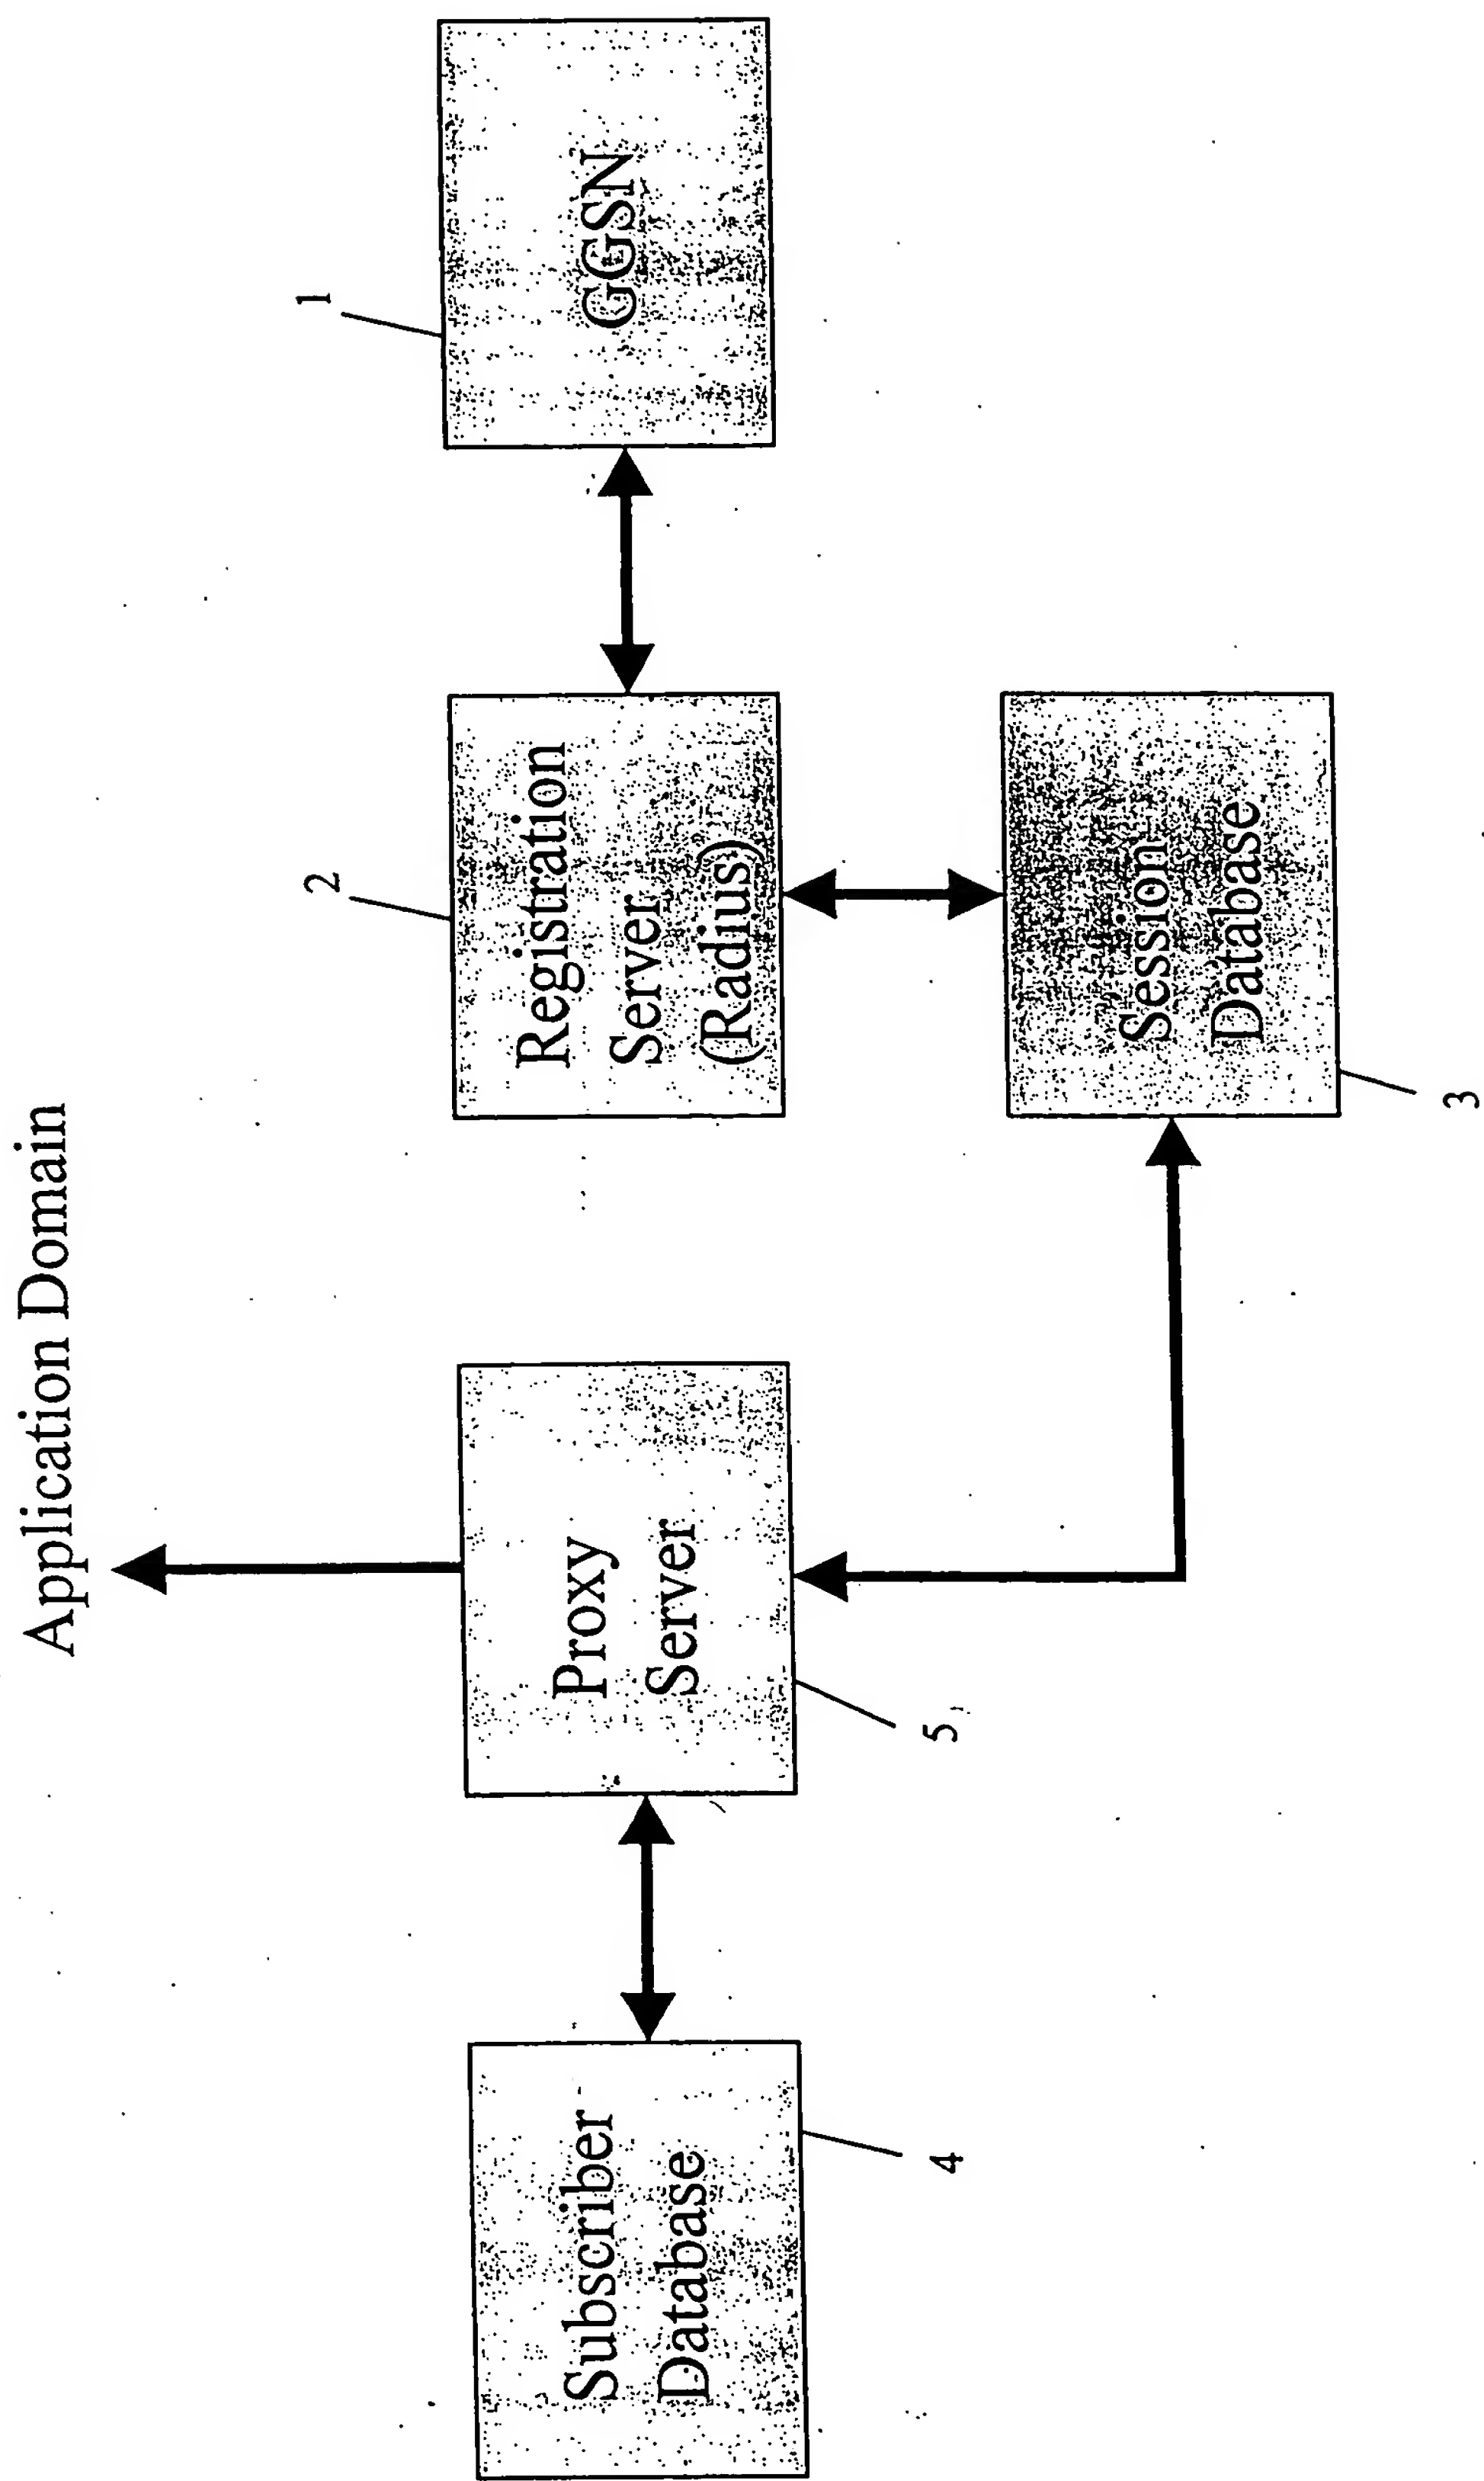 Application Domain
Subscriber
Database
4
Proxy
Server
5
Registration
Server
(Radius)
2
GGSN
1
Session
Database
3